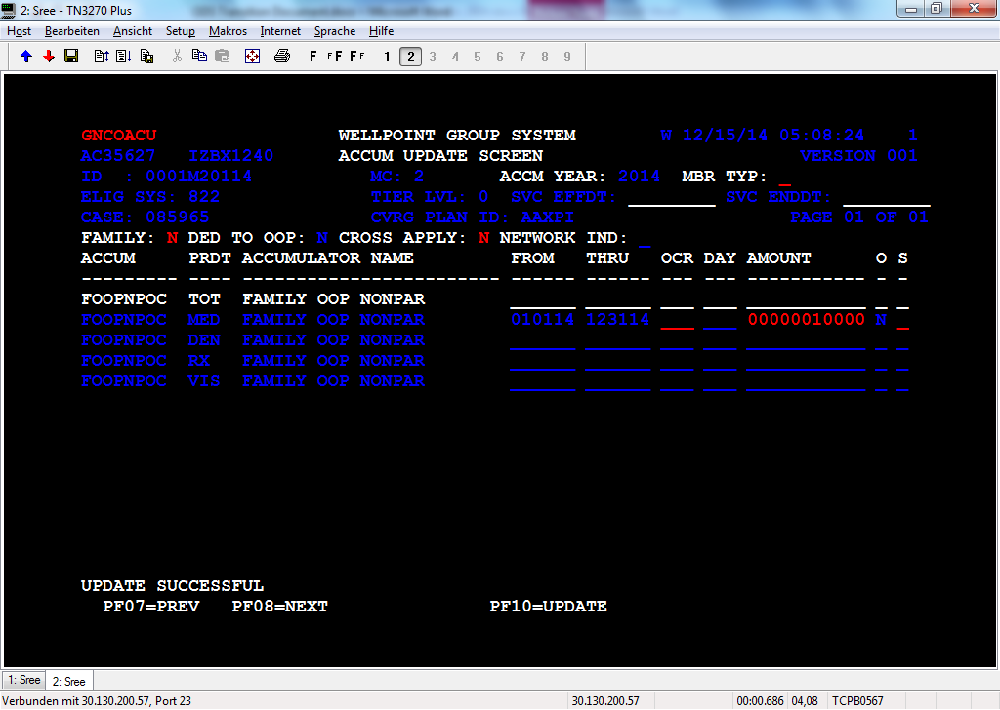 2: Sree - TN3270 Plus
Host Bearbeiten Ansicht Setup Makros Internet Sprache Hilfe
F FF FF 1 2 3 4 5 6 7 8 9
GNCOACU WELLPOINT GROUP SYSTEM W 12/15/14 05:08:24 1
AC35627 IZBX1240 ACCUM UPDATE SCREEN VERSION 001
ID : 0001M20114 MC: 2 ACCM YEAR: 2014 MBR TYP: _
ELIG SYS: 822 TIER LVL: 0 SVC EFFDT: ________ SVC ENDDT: ________
CASE: 085965 CVRG PLAN ID: AAXPI PAGE 01 OF 01
FAMILY: N DED TO OOP: N CROSS APPLY: N NETWORK IND: _
ACCUM PRDT ACCUMULATOR NAME FROM THRU OCR DAY AMOUNT O S
--------- ---- ------------------------ ------ ------ --- --- ----------- - -
FOOPNPOC TOT FAMILY OOP NONPAR ______ ______ ___ ___ ___________ _ _
FOOPNPOC MED FAMILY OOP NONPAR 010114 123114 ___ ___ 00000010000 N _
FOOPNPOC DEN FAMILY OOP NONPAR ______ ______ ___ ___ ___________ _ _
FOOPNPOC RX FAMILY OOP NONPAR ______ ______ ___ ___ ___________ _ _
FOOPNPOC VIS FAMILY OOP NONPAR ______ ______ ___ ___ ___________ _ _
UPDATE SUCCESSFUL
PF07=PREV PF08=NEXT PF10=UPDATE
1: Sree 2: Sree
Verbunden mit 30.130.200.57, Port 23 30.130.200.57 00:00.686 04,08 TCPB0567